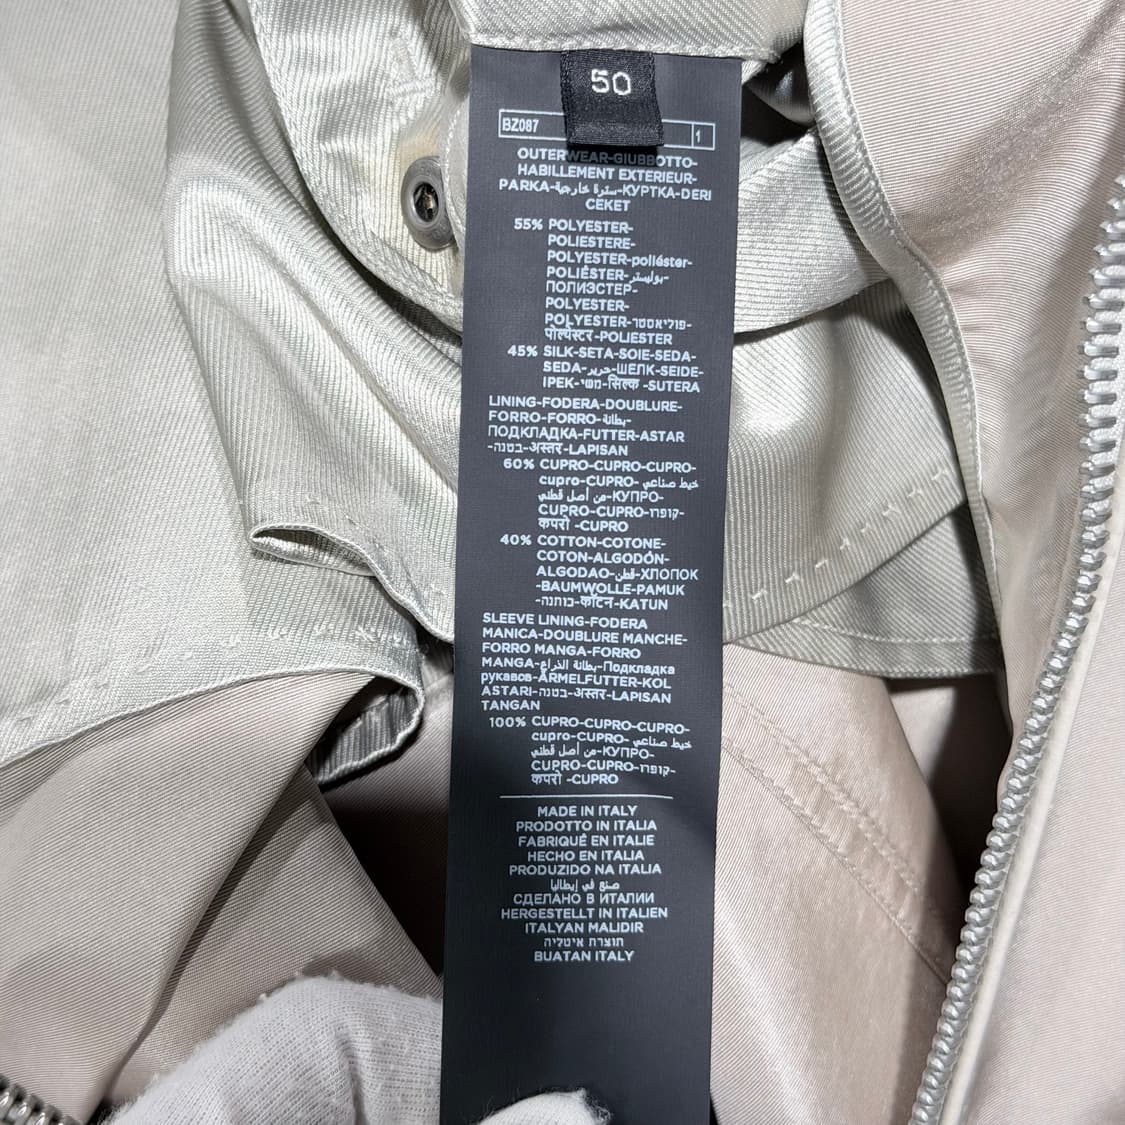 50
BZ087 1
OUTERWEAR-GIUBBOTTO-
HABILLEMENT EXTERIEUR-
PARKA-سترة خارجية-КУРТКА-DERI
CEKET
55% POLYESTER-
POLIESTERE-
POLYESTER-poliéster-
POLIÉSTER-بوليستر-
ПОЛИЭСТЕР-
POLYESTER-
POLYESTER-פוליאסטר-
पोलीयेस्टर-POLIESTER
45% SILK-SETA-SOIE-SEDA-
SEDA-حرير-ШЕЛК-SEIDE-
IPEK-משי-सिल्क -SUTERA
LINING-FODERA-DOUBLURE-
FORRO-FORRO-بطانة-
ПОДКЛАДКА-FUTTER-ASTAR
-בטנה-अस्तर-LAPISAN
60% CUPRO-CUPRO-CUPRO-
cupro-CUPRO- خيط صناعي
من أصل قطني-КУПРО-
CUPRO-CUPRO-קופרו-
कपरो -CUPRO
40% COTTON-COTONE-
COTON-ALGODÓN-
ALGODAO-قطن-ХЛОПОК
-BAUMWOLLE-PAMUK
-כותנה-कॉटन-KATUN
SLEEVE LINING-FODERA
MANICA-DOUBLURE MANCHE-
FORRO MANGA-FORRO
MANGA-بطانة الذراع-Подкладка
рукавов-ÄRMELFUTTER-KOL
ASTARI-בטנה-अस्तर-LAPISAN
TANGAN
100% CUPRO-CUPRO-CUPRO-
cupro-CUPRO- خيط صناعي
من أصل قطني-КУПРО-
CUPRO-CUPRO-קופרו-
कपरो -CUPRO
MADE IN ITALY
PRODOTTO IN ITALIA
FABRIQUÉ EN ITALIE
HECHO EN ITALIA
PRODUZIDO NA ITALIA
صنع في إيطاليا
СДЕЛАНО В ИТАЛИИ
HERGESTELLT IN ITALIEN
ITALYAN MALIDIR
תוצרת איטליה
BUATAN ITALY